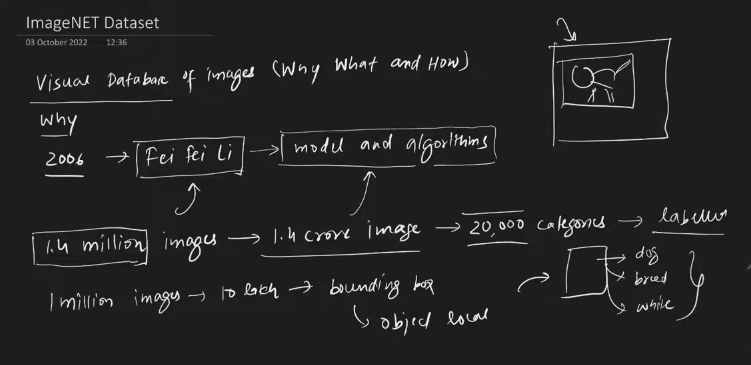 ImageNET Dataset
03 October 2022 12:36
Visual Database of images (Why What and How)
Why
2006 → Fei Fei Li → model and algorithms
1.4 million images → 1.4 crore image → 20,000 categories → labelled
1 million images → 10 lakh → bounding box
object local
dog
breed
white